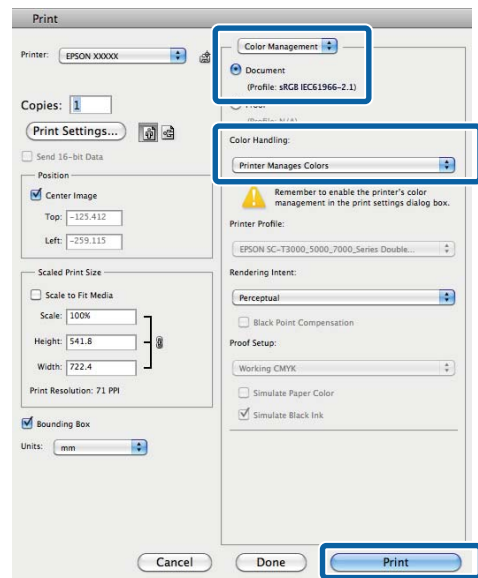 Print
Printer: EPSON XXXXX
Copies: 1
Print Settings...
Send 16-bit Data
Position
Center Image
Top: -125.412
Left: -259.115
Scaled Print Size
Scale to Fit Media
Scale: 100%
Height: 541.8
Width: 722.4
Print Resolution: 71 PPI
Bounding Box
Units: mm
Color Management
Document
(Profile: sRGB IEC61966-2.1)
Color Handling:
Printer Manages Colors
Remember to enable the printer's color
management in the print settings dialog box.
Printer Profile:
EPSON SC-T3000_5000_7000_Series Double...
Rendering Intent:
Perceptual
Black Point Compensation
Proof Setup:
Working CMYK
Simulate Paper Color
Simulate Black Ink
Cancel
Done
Print